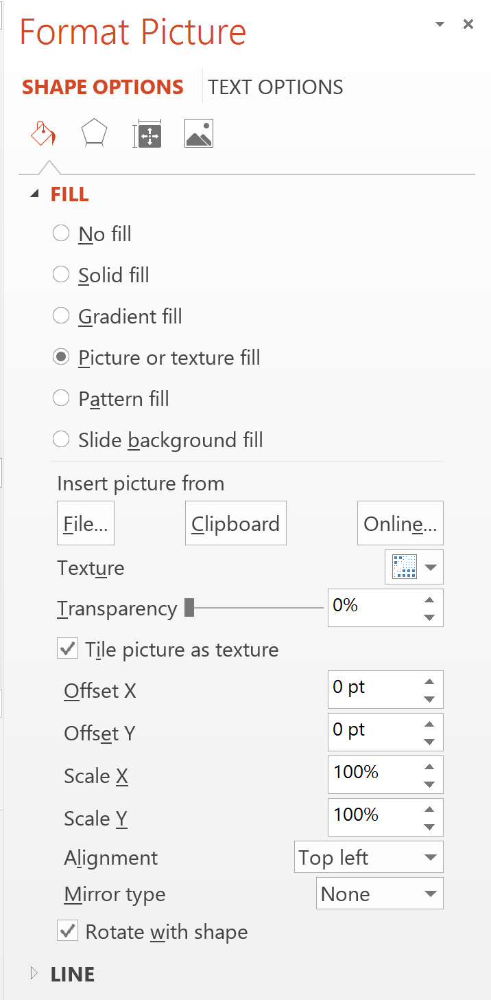 Format Picture
SHAPE OPTIONS TEXT OPTIONS
FILL
No fill
Solid fill
Gradient fill
Picture or texture fill
Pattern fill
Slide background fill
Insert picture from
File... Clipboard Online...
Texture
Transparency 0%
Tile picture as texture
Offset X 0 pt
Offset Y 0 pt
Scale X 100%
Scale Y 100%
Alignment Top left
Mirror type None
Rotate with shape
LINE